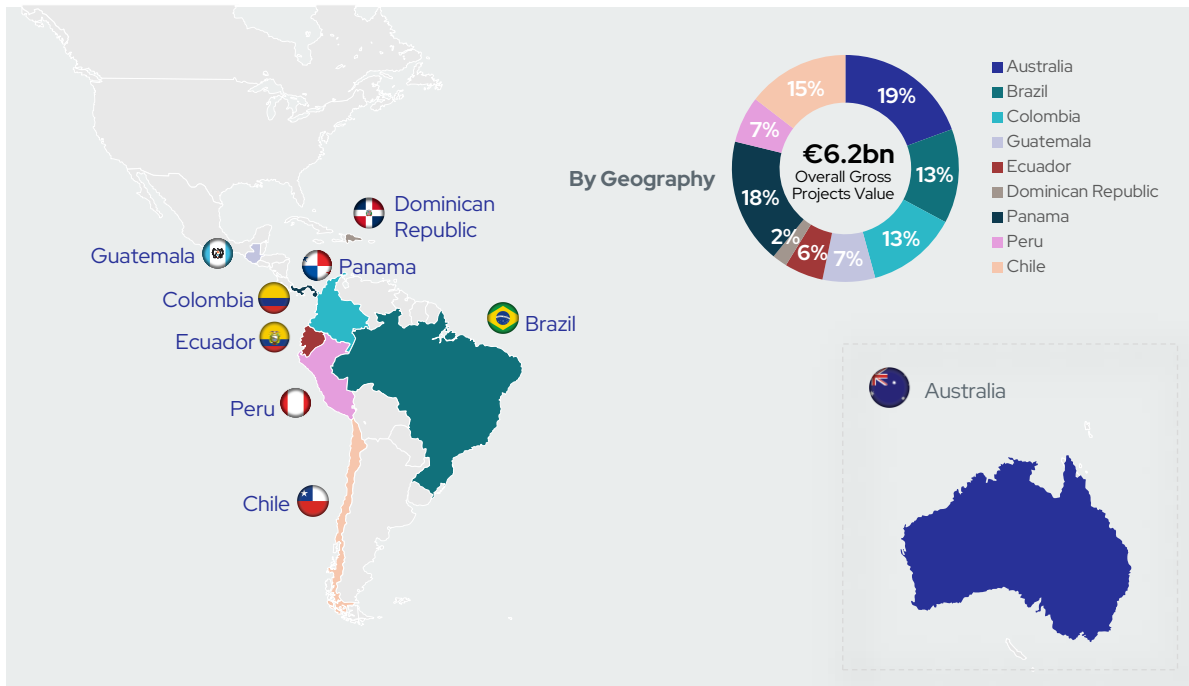 Dominican
Republic
Guatemala
Panama
Colombia
Brazil
Ecuador
Peru
Chile
By Geography
€6.2bn
Overall Gross
Projects Value
19%
13%
13%
7%
6%
2%
18%
7%
15%
Australia
Brazil
Colombia
Guatemala
Ecuador
Dominican Republic
Panama
Peru
Chile
Australia